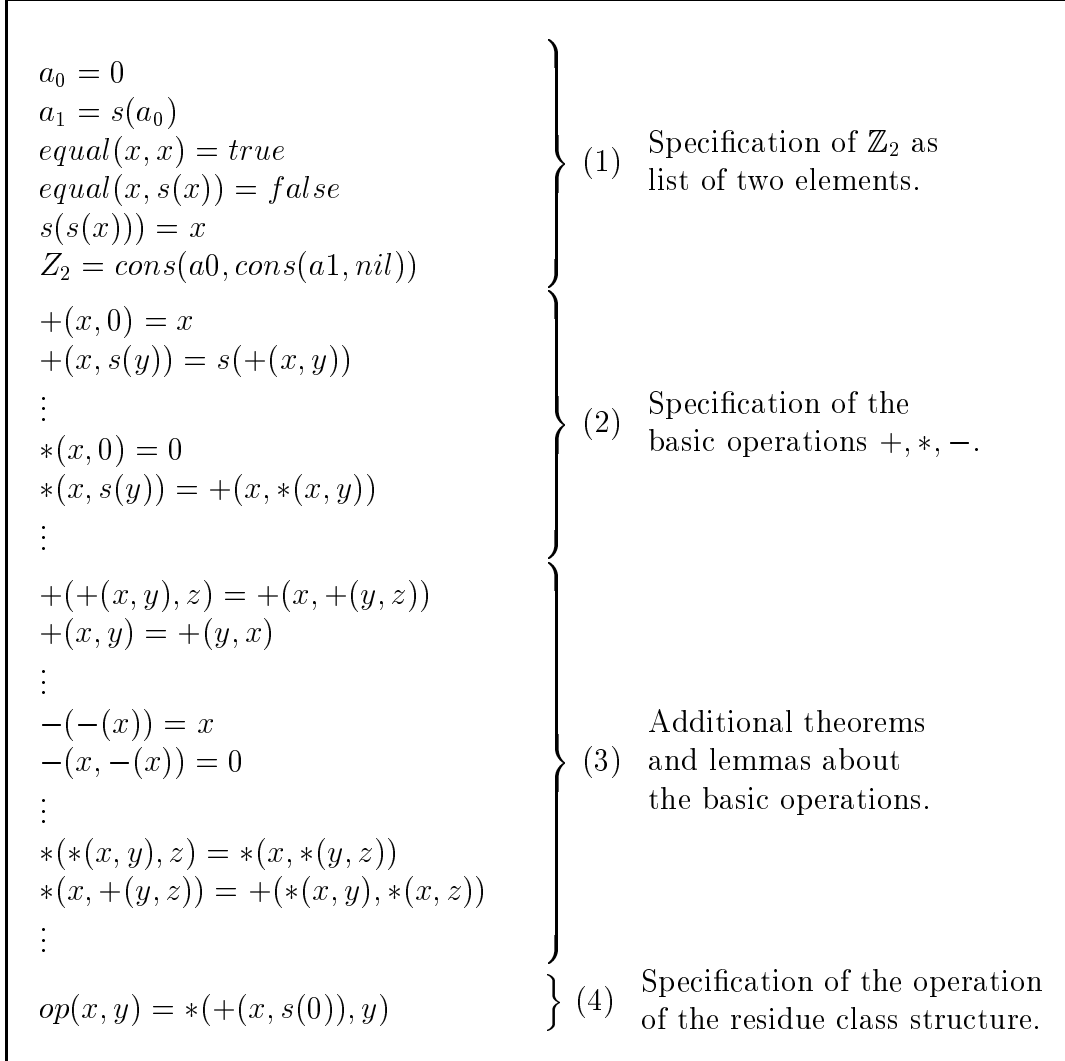 a₀ = 0
a₁ = s(a₀)
equal(x, x) = true
equal(x, s(x)) = false
s(s(x))) = x
Z₂ = cons(a0, cons(a1, nil))
(1) Specification of ℤ₂ as
list of two elements.
+(x, 0) = x
+(x, s(y)) = s(+(x, y))
⋮
∗(x, 0) = 0
∗(x, s(y)) = +(x, ∗(x, y))
⋮
(2) Specification of the
basic operations +, ∗, −.
+(+(x, y), z) = +(x, +(y, z))
+(x, y) = +(y, x)
⋮
−(−(x)) = x
−(x, −(x)) = 0
⋮
∗(∗(x, y), z) = ∗(x, ∗(y, z))
∗(x, +(y, z)) = +(∗(x, y), ∗(x, z))
⋮
(3) Additional theorems
and lemmas about
the basic operations.
op(x, y) = ∗(+(x, s(0)), y)
(4) Specification of the operation
of the residue class structure.